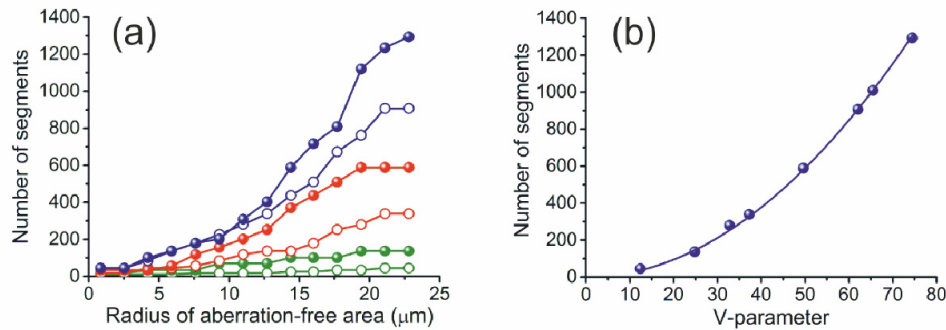 (a)
Number of segments
1400
1200
1000
800
600
400
200
0
0 5 10 15 20 25
Radius of aberration-free area (μm)
(b)
Number of segments
1400
1200
1000
800
600
400
200
0
0 10 20 30 40 50 60 70 80
V-parameter